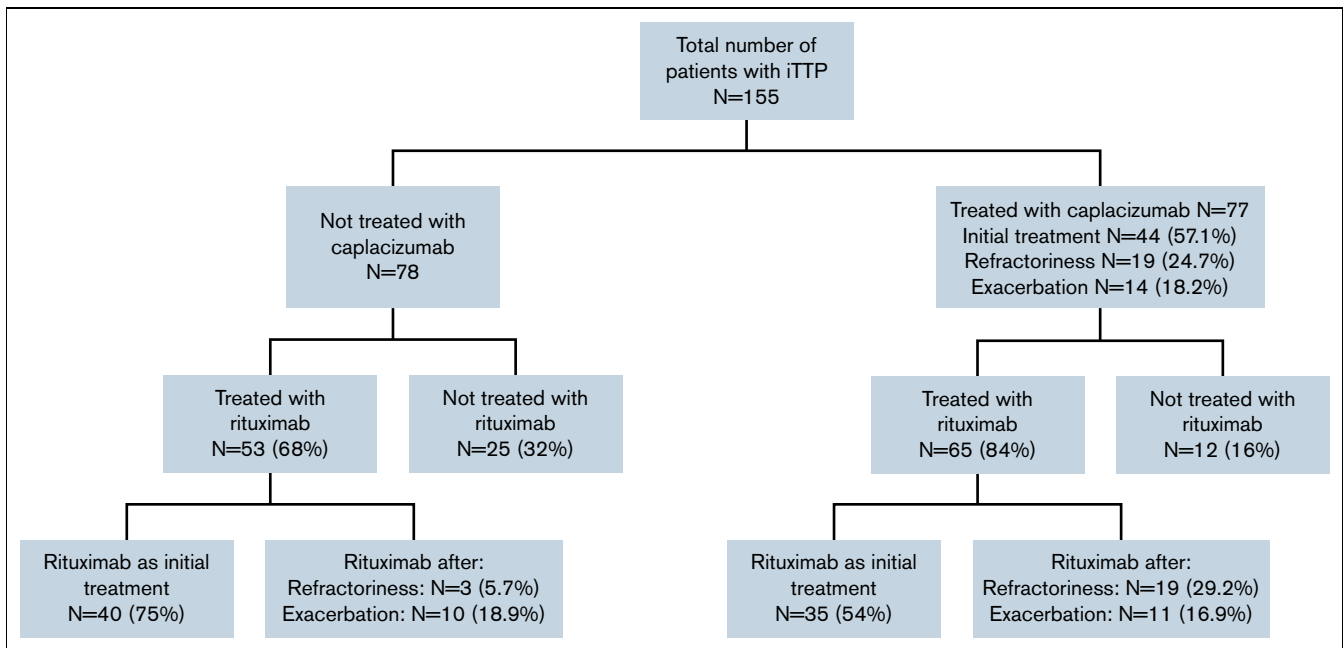 Total number of
patients with iTTP
N=155
Not treated with
caplacizumab
N=78
Treated with caplacizumab N=77
Initial treatment N=44 (57.1%)
Refractoriness N=19 (24.7%)
Exacerbation N=14 (18.2%)
Treated with
rituximab
N=53 (68%)
Not treated with
rituximab
N=25 (32%)
Treated with
rituximab
N=65 (84%)
Not treated with
rituximab
N=12 (16%)
Rituximab as initial
treatment
N=40 (75%)
Rituximab after:
Refractoriness: N=3 (5.7%)
Exacerbation: N=10 (18.9%)
Rituximab as initial
treatment
N=35 (54%)
Rituximab after:
Refractoriness: N=19 (29.2%)
Exacerbation: N=11 (16.9%)